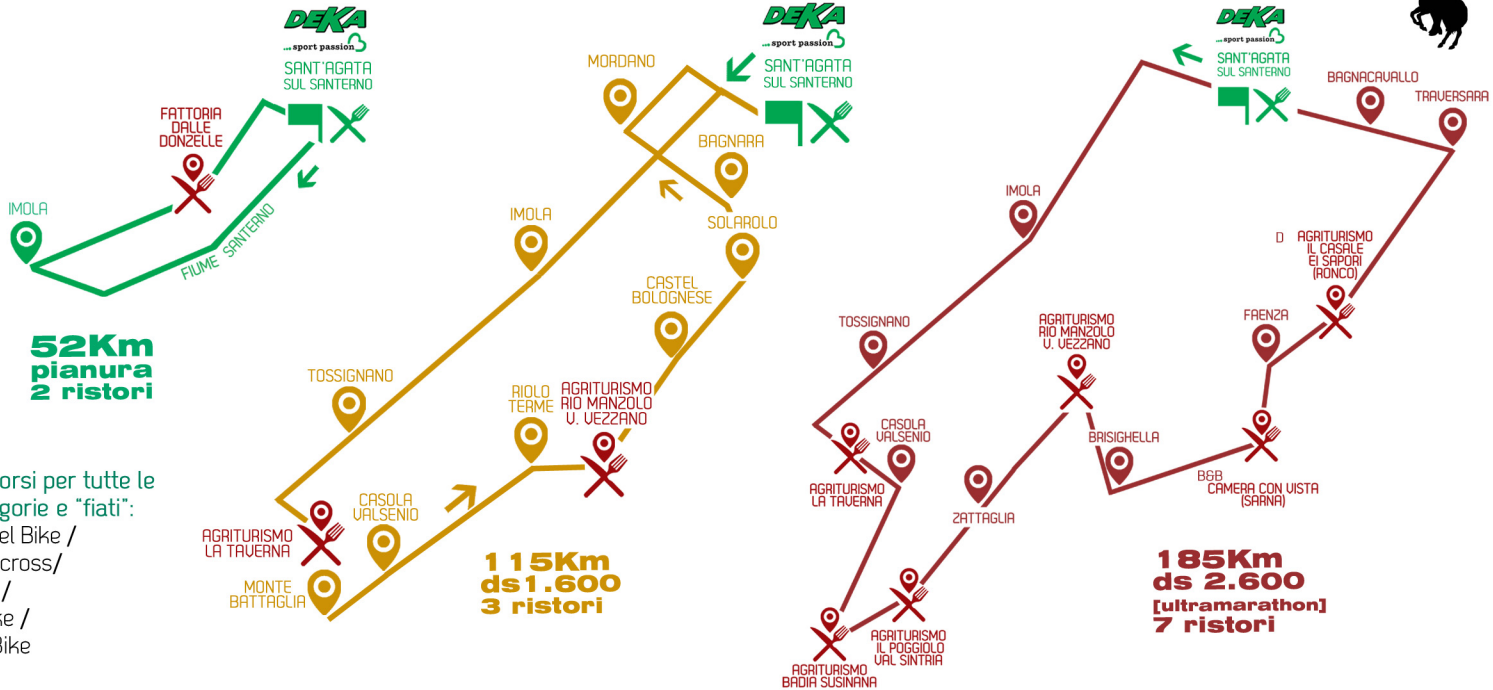 DEKA
...sport passion
SANT'AGATA
SUL SANTERNO
FATTORIA
DALLE
DONZELLE
IMOLA
FIUME SANTERNO
52Km
pianura
2 ristori
orsi per tutte le
gorie e "fiati":
el Bike /
cross/
/
ke /
Bike
DEKA
...sport passion
SANT'AGATA
SUL SANTERNO
MORDANO
BAGNARA
SOLAROLO
IMOLA
CASTEL
BOLOGNESE
TOSSIGNANO
RIOLO
TERME
AGRITURISMO
RIO MANZOLO
V. VEZZANO
CASOLA
VALSENIO
AGRITURISMO
LA TAVERNA
MONTE
BATTAGLIA
115Km
ds1.600
3 ristori
DEKA
...sport passion
SANT'AGATA
SUL SANTERNO
BAGNACAVALLO
TRAVERSARA
IMOLA
D AGRITURISMO
IL CASALE
EI SAPORI
(RONCO)
TOSSIGNANO
AGRITURISMO
RIO MANZOLO
V. VEZZANO
FAENZA
CASOLA
VALSENIO
BRISIGHELLA
AGRITURISMO
LA TAVERNA
B&B
CAMERA CON VISTA
(SARNA)
ZATTAGLIA
AGRITURISMO
IL POGGIOLO
VAL SINTRIA
AGRITURISMO
BADIA SUSINANA
185Km
ds 2.600
[ultramarathon]
7 ristori